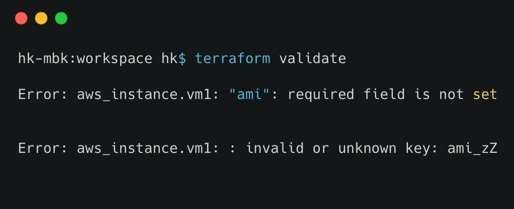 hk-mbk:workspace hk$ terraform validate
Error: aws_instance.vm1: "ami": required field is not set
Error: aws_instance.vm1: : invalid or unknown key: ami_zZ